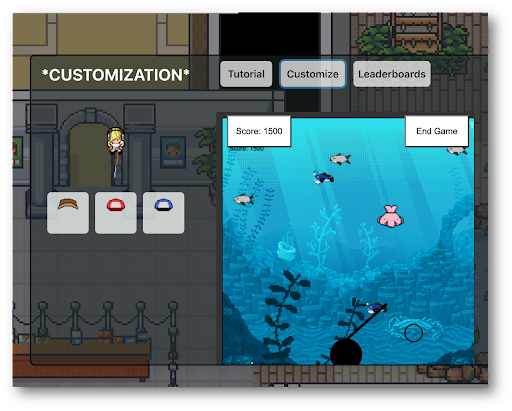 *CUSTOMIZATION*
Tutorial
Customize
Leaderboards
Score: 1500
End Game
Score: 1500